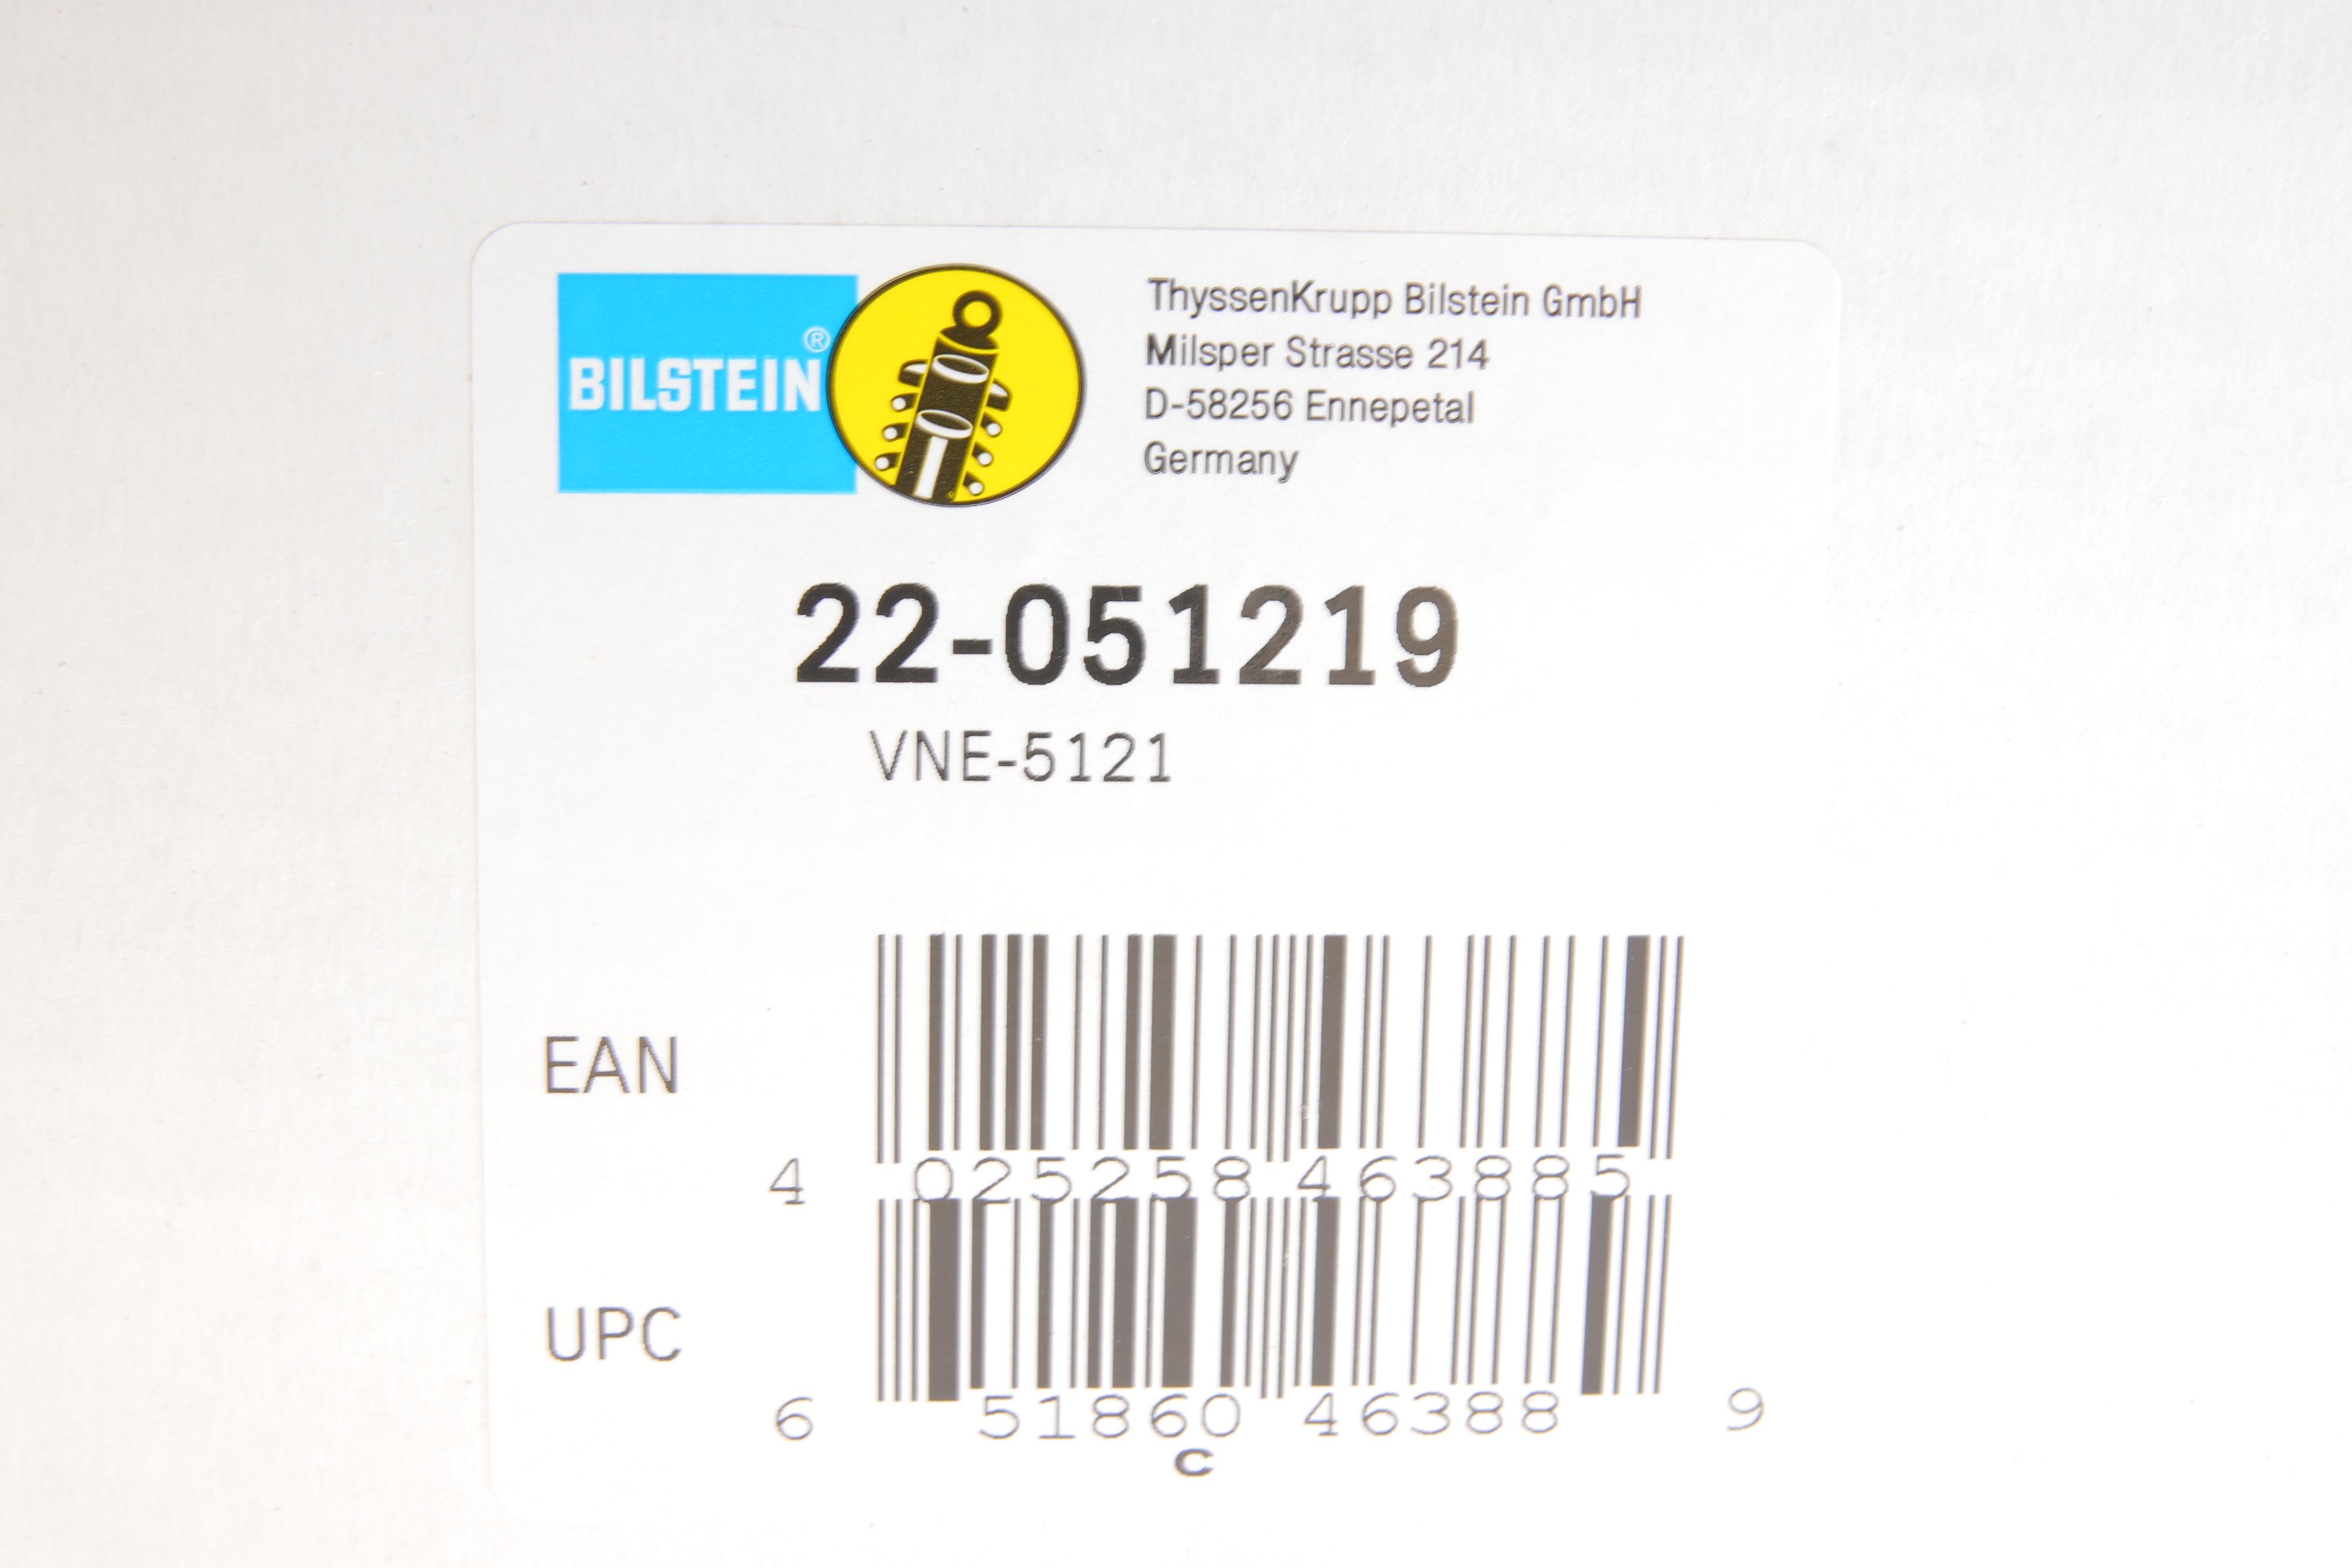 BILSTEIN®
ThyssenKrupp Bilstein GmbH
Milsper Strasse 214
D-58256 Ennepetal
Germany
22-051219
VNE-5121
EAN
4 025258 463885
UPC
6 51860 46388 9
C